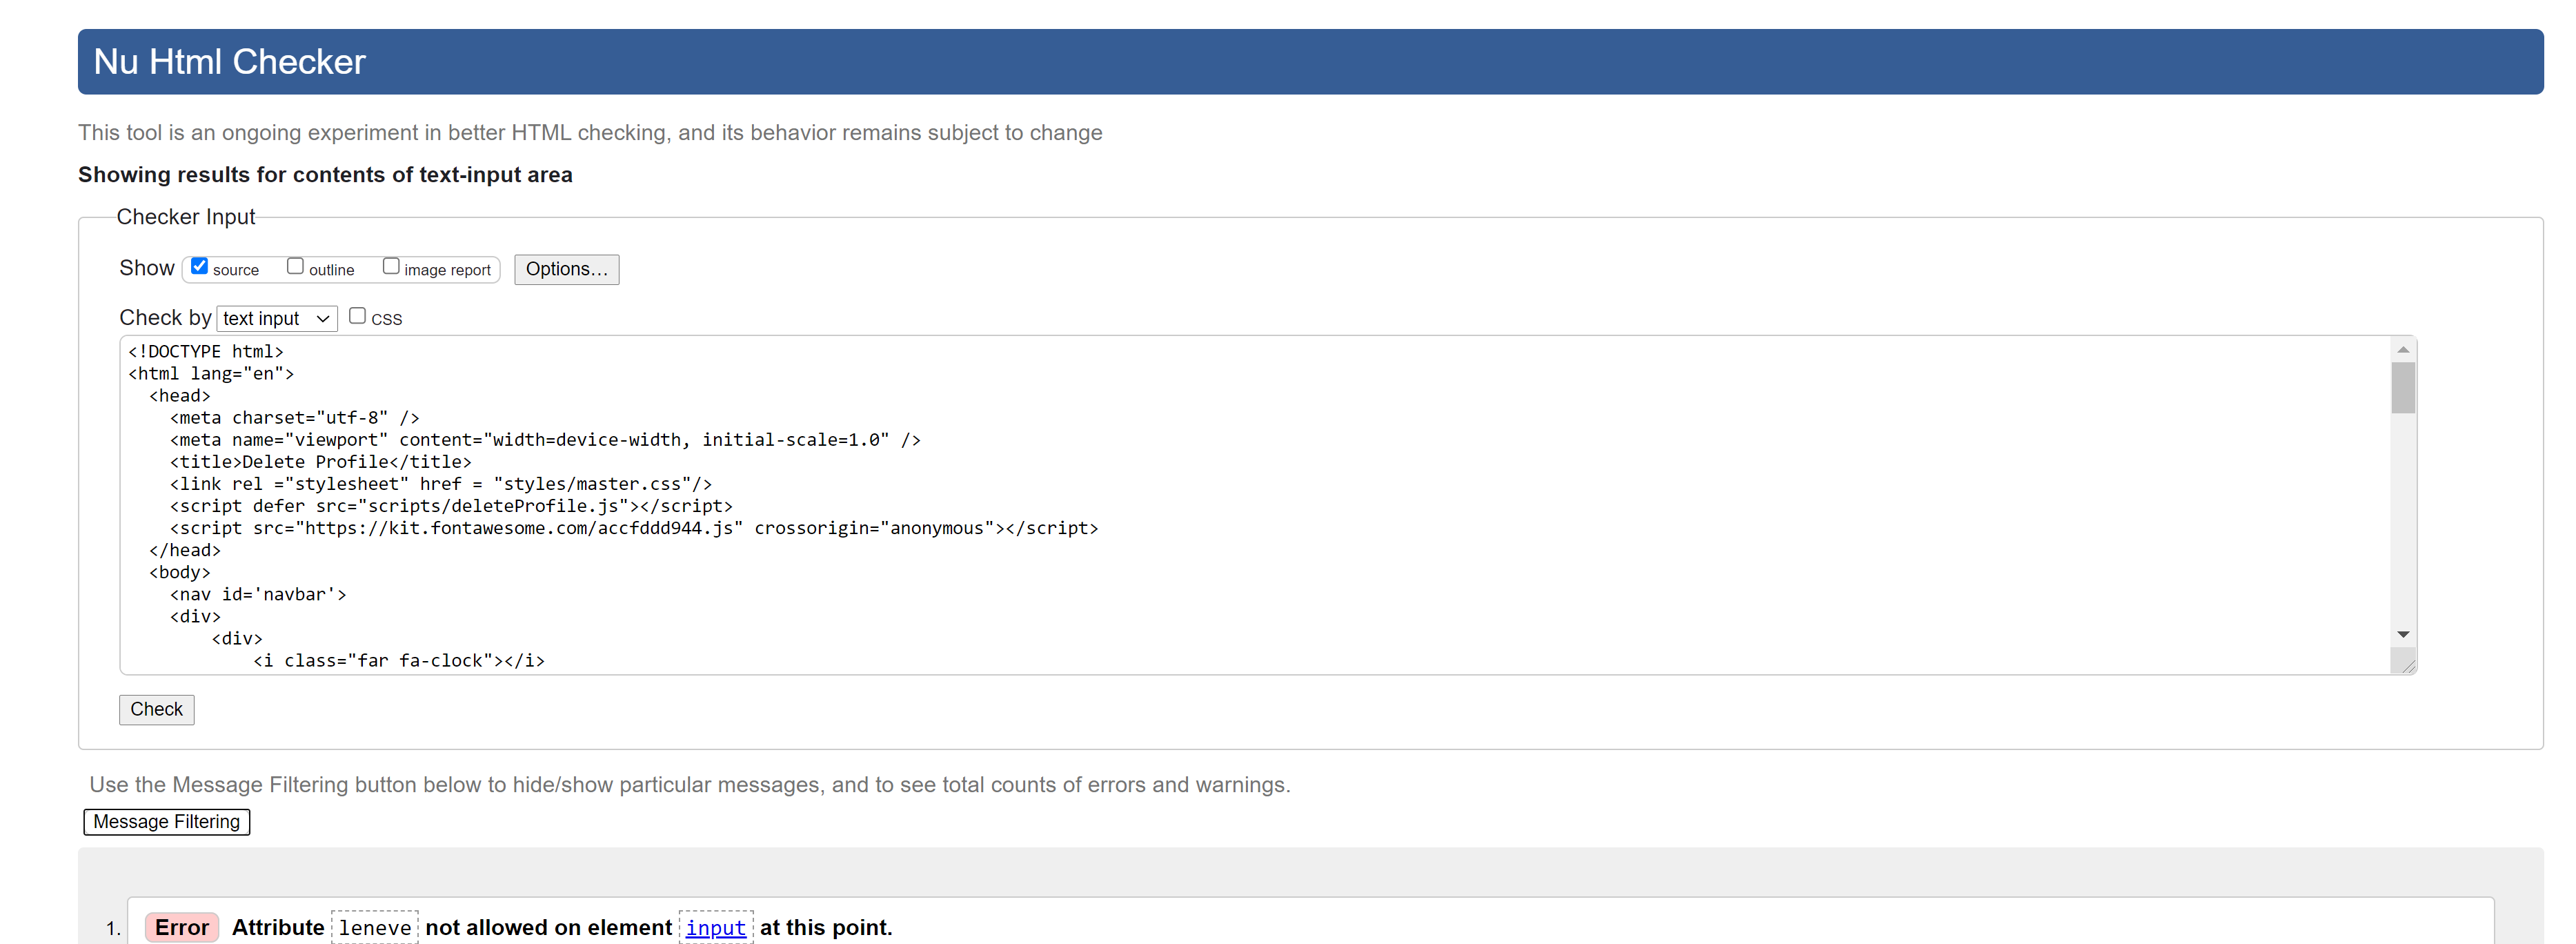 Nu Html Checker
This tool is an ongoing experiment in better HTML checking, and its behavior remains subject to change
Showing results for contents of text-input area
Checker Input
Show source outline image report Options...
Check by text input CSS
<!DOCTYPE html>
<html lang="en">
<head>
<meta charset="utf-8" />
<meta name="viewport" content="width=device-width, initial-scale=1.0" />
<title>Delete Profile</title>
<link rel ="stylesheet" href = "styles/master.css"/>
<script defer src="scripts/deleteProfile.js"></script>
<script src="https://kit.fontawesome.com/accfddd944.js" crossorigin="anonymous"></script>
</head>
<body>
<nav id='navbar'>
<div>
<div>
<i class="far fa-clock"></i>
Check
Use the Message Filtering button below to hide/show particular messages, and to see total counts of errors and warnings.
Message Filtering
1. Error Attribute leneve not allowed on element input at this point.